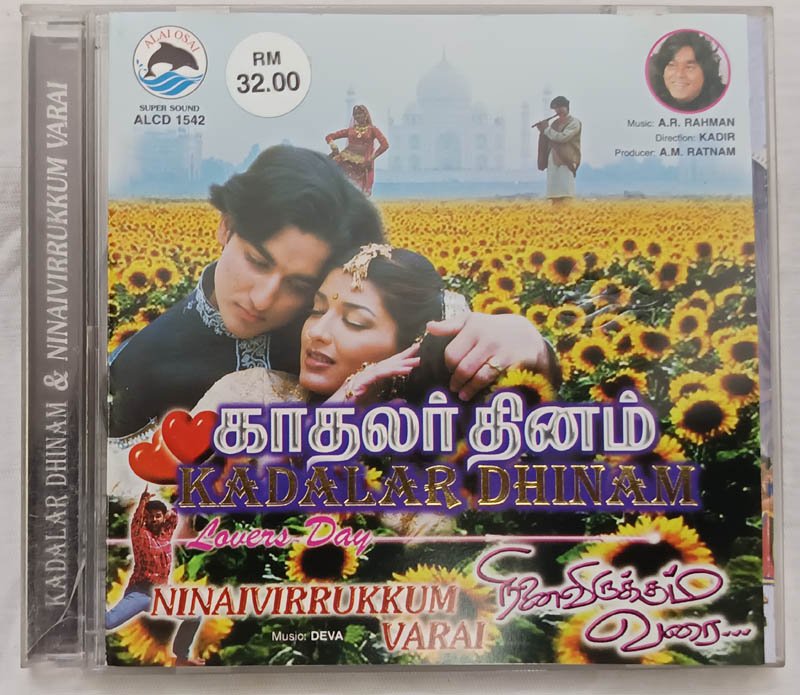 KADALAR DHINAM & NINAIVIRRUKKUM VARAI
ALAI OSAI
SUPER SOUND
ALCD 1542
RM
32.00
Music: A.R. RAHMAN
Direction: KADIR
Producer: A.M. RATNAM
காதலர் தினம்
KADALAR DHINAM
Lovers Day
NINAIVIRRUKKUM
VARAI
Music: DEVA
நினைவிருக்கும்
வரை...